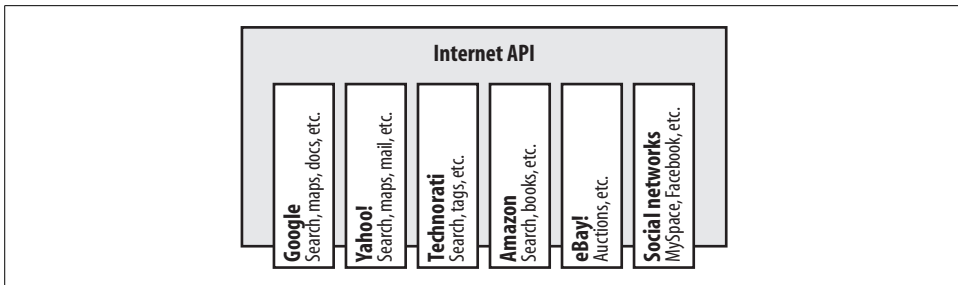 Internet API
Google
Search, maps, docs, etc.
Yahoo!
Search, maps, mail, etc.
Technorati
Search, tags, etc.
Amazon
Search, books, etc.
eBay!
Auctions, etc.
Social networks
MySpace, Facebook, etc.